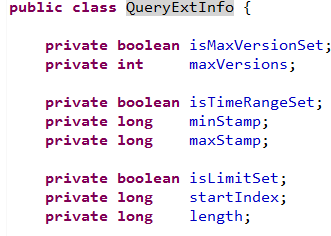 public class QueryExtInfo {
private boolean isMaxVersionSet;
private int maxVersions;
private boolean isTimeRangeSet;
private long minStamp;
private long maxStamp;
private boolean isLimitSet;
private long startIndex;
private long length;